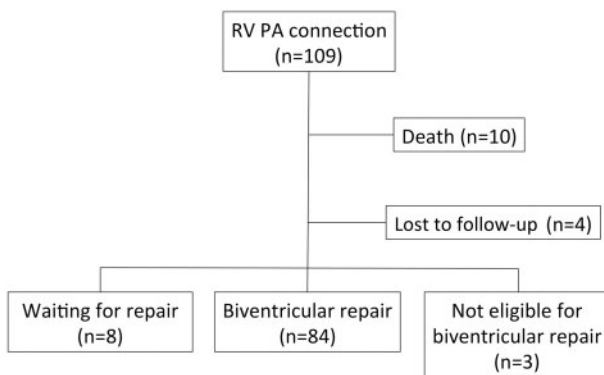 RV PA connection
(n=109)
Death (n=10)
Lost to follow-up (n=4)
Waiting for repair
(n=8)
Biventricular repair
(n=84)
Not eligible for
biventricular repair
(n=3)